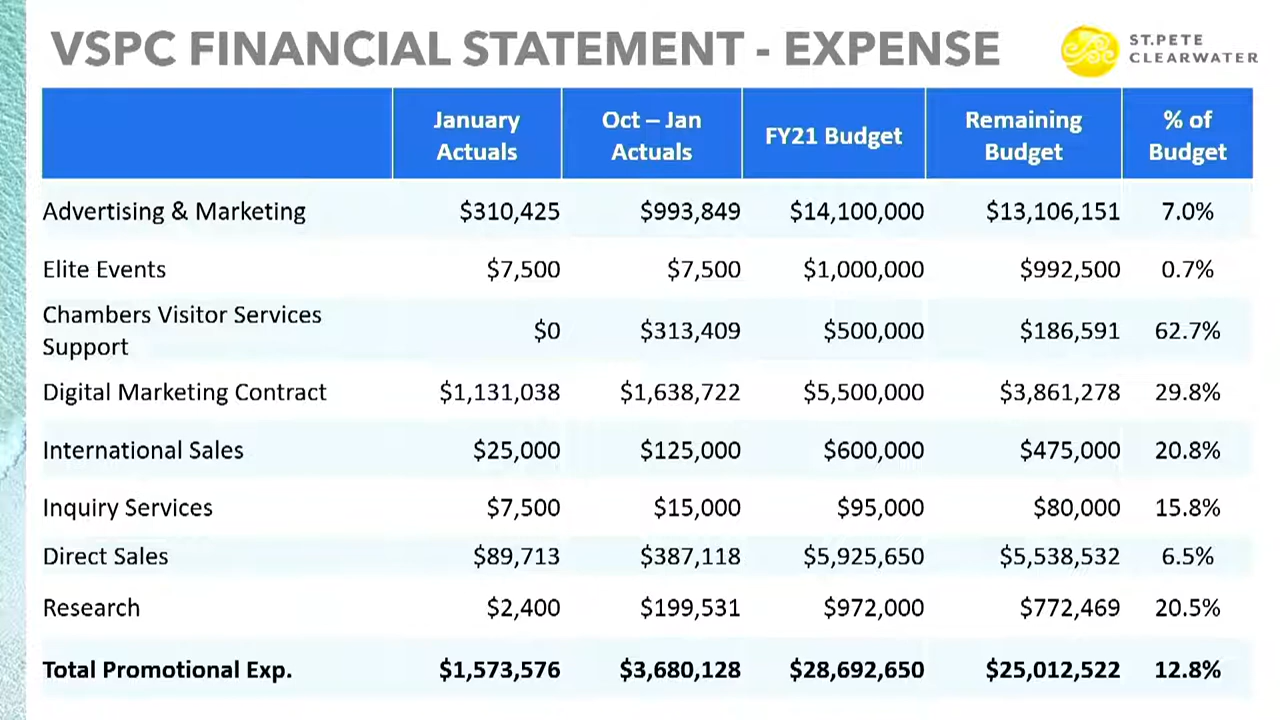 VSPC FINANCIAL STATEMENT - EXPENSE
ST.PETE
CLEARWATER
January Actuals Oct – Jan Actuals FY21 Budget Remaining Budget % of Budget
Advertising & Marketing $310,425 $993,849 $14,100,000 $13,106,151 7.0%
Elite Events $7,500 $7,500 $1,000,000 $992,500 0.7%
Chambers Visitor Services Support $0 $313,409 $500,000 $186,591 62.7%
Digital Marketing Contract $1,131,038 $1,638,722 $5,500,000 $3,861,278 29.8%
International Sales $25,000 $125,000 $600,000 $475,000 20.8%
Inquiry Services $7,500 $15,000 $95,000 $80,000 15.8%
Direct Sales $89,713 $387,118 $5,925,650 $5,538,532 6.5%
Research $2,400 $199,531 $972,000 $772,469 20.5%
Total Promotional Exp. $1,573,576 $3,680,128 $28,692,650 $25,012,522 12.8%